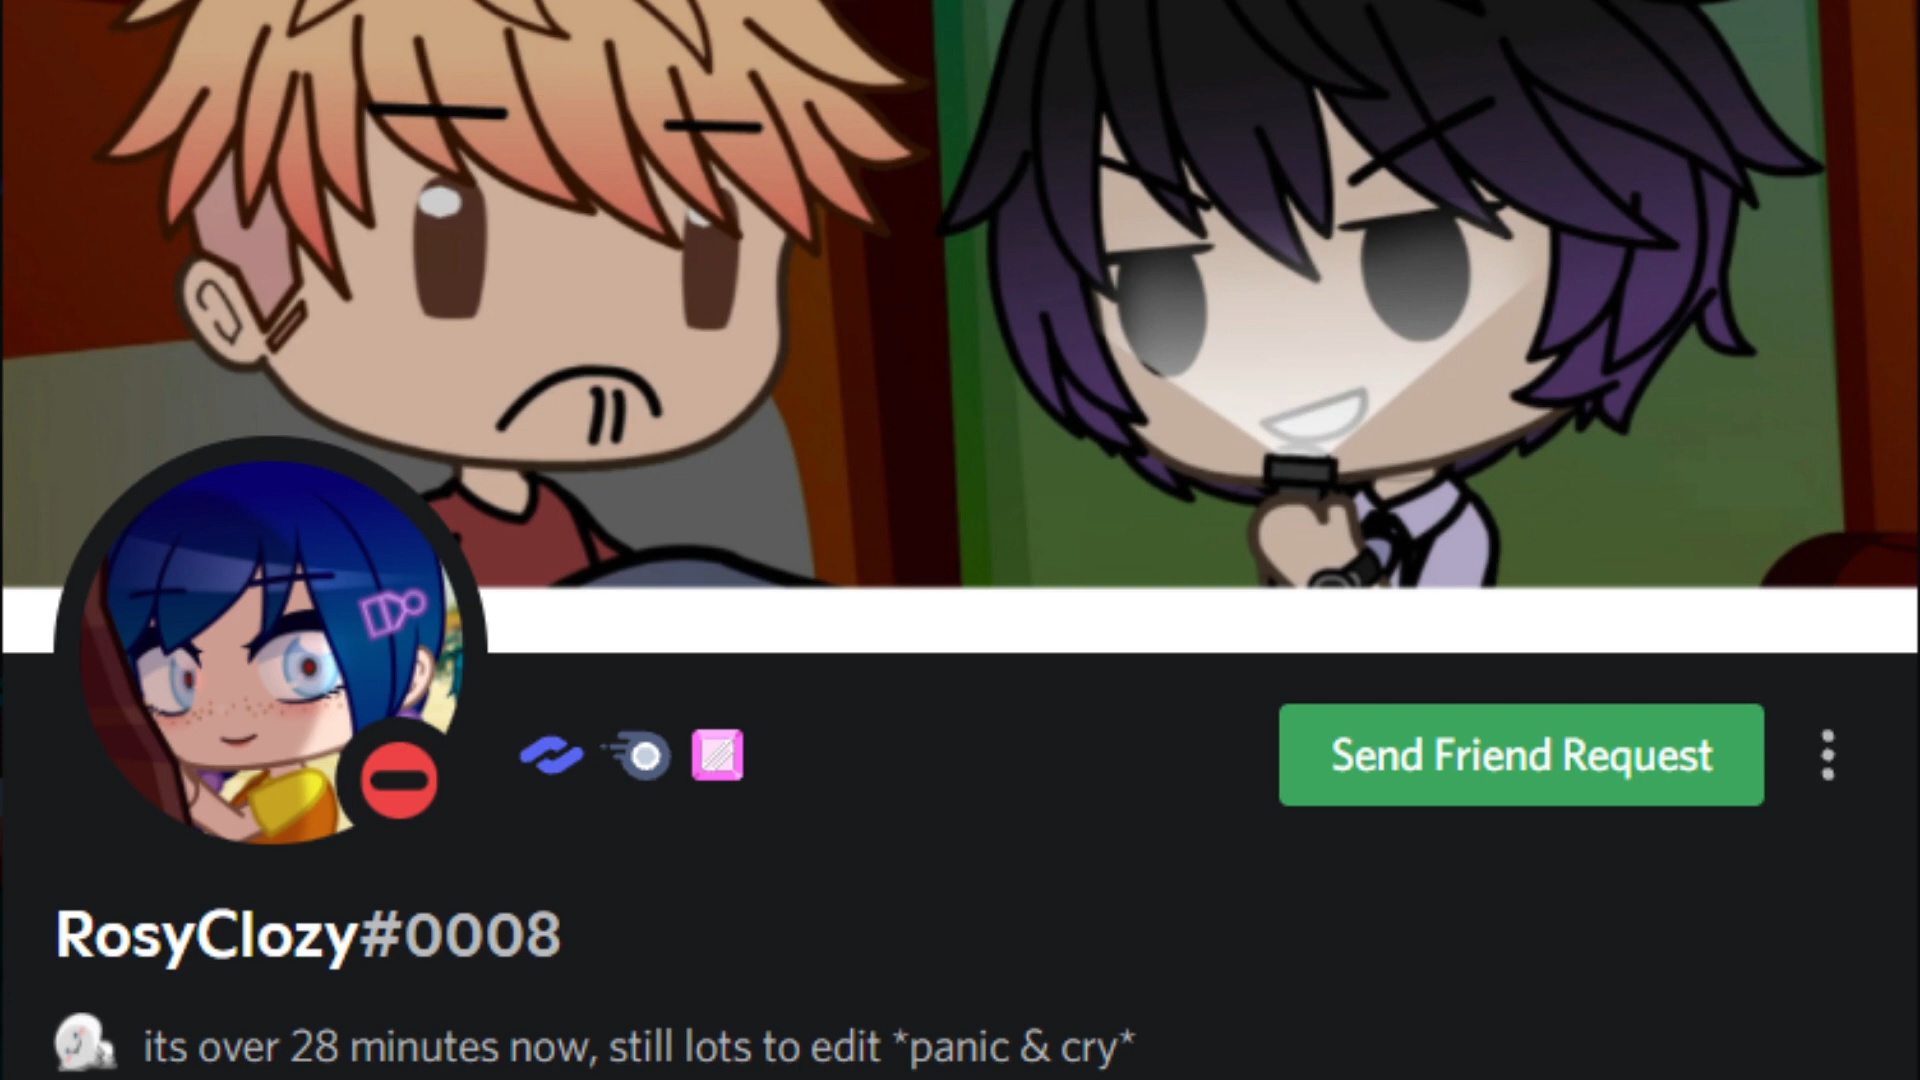 Send Friend Request
RosyClozy#0008
its over 28 minutes now, still lots to edit *panic & cry*